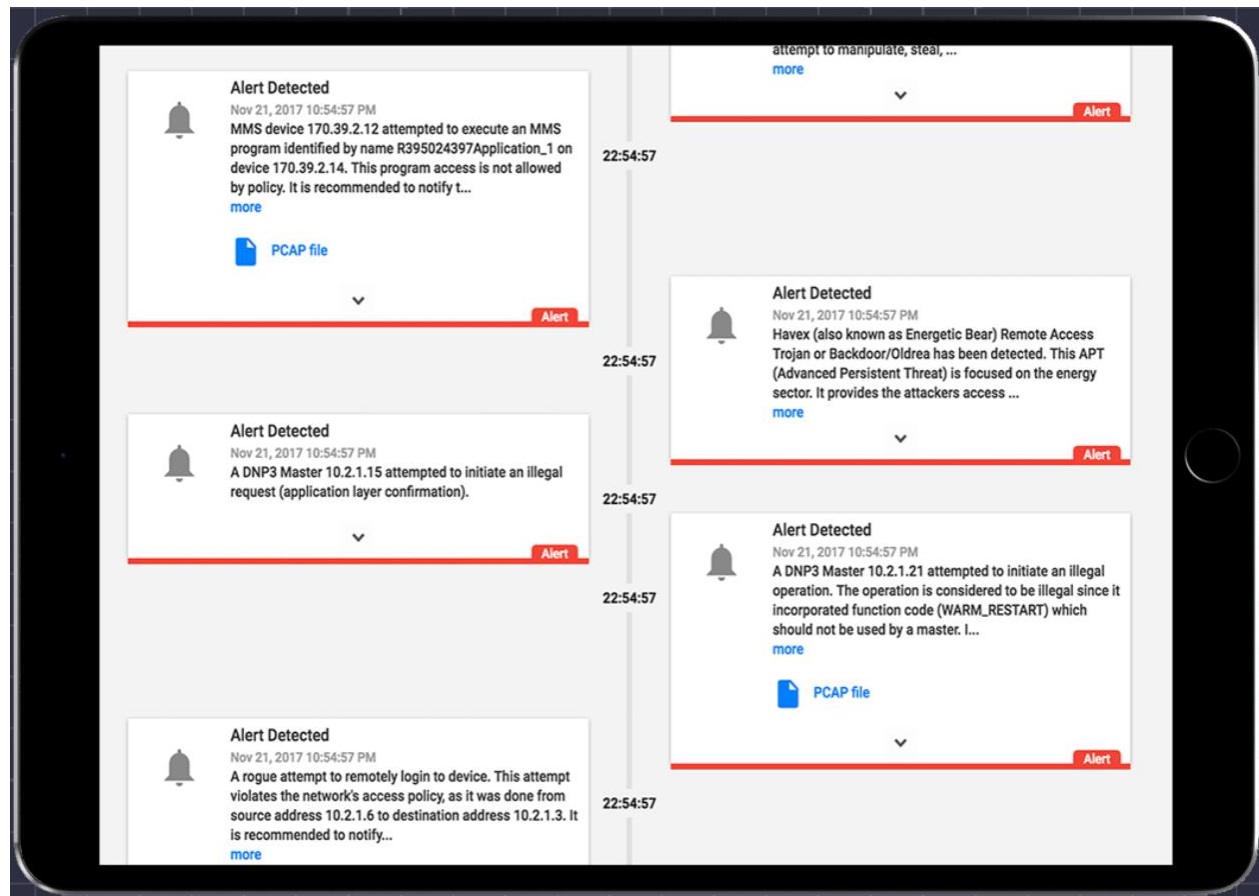 attempt to manipulate, steal, ...
more
Alert
Alert Detected
Nov 21, 2017 10:54:57 PM
MMS device 170.39.2.12 attempted to execute an MMS
program identified by name R395024397Application_1 on
device 170.39.2.14. This program access is not allowed
by policy. It is recommended to notify t...
more
PCAP file
Alert
22:54:57
Alert Detected
Nov 21, 2017 10:54:57 PM
Havex (also known as Energetic Bear) Remote Access
Trojan or Backdoor/Oldrea has been detected. This APT
(Advanced Persistent Threat) is focused on the energy
sector. It provides the attackers access ...
more
Alert
22:54:57
Alert Detected
Nov 21, 2017 10:54:57 PM
A DNP3 Master 10.2.1.15 attempted to initiate an illegal
request (application layer confirmation).
Alert
22:54:57
Alert Detected
Nov 21, 2017 10:54:57 PM
A DNP3 Master 10.2.1.21 attempted to initiate an illegal
operation. The operation is considered to be illegal since it
incorporated function code (WARM_RESTART) which
should not be used by a master. I...
more
PCAP file
Alert
22:54:57
Alert Detected
Nov 21, 2017 10:54:57 PM
A rogue attempt to remotely login to device. This attempt
violates the network's access policy, as it was done from
source address 10.2.1.6 to destination address 10.2.1.3. It
is recommended to notify...
more
22:54:57